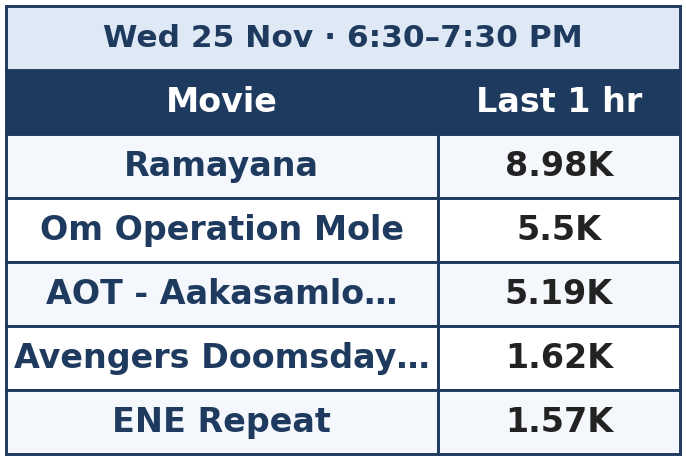 Wed 25 Nov · 6:30–7:30 PM
Movie Last 1 hr
Ramayana 8.98K
Om Operation Mole 5.5K
AOT - Aakasamlo... 5.19K
Avengers Doomsday... 1.62K
ENE Repeat 1.57K